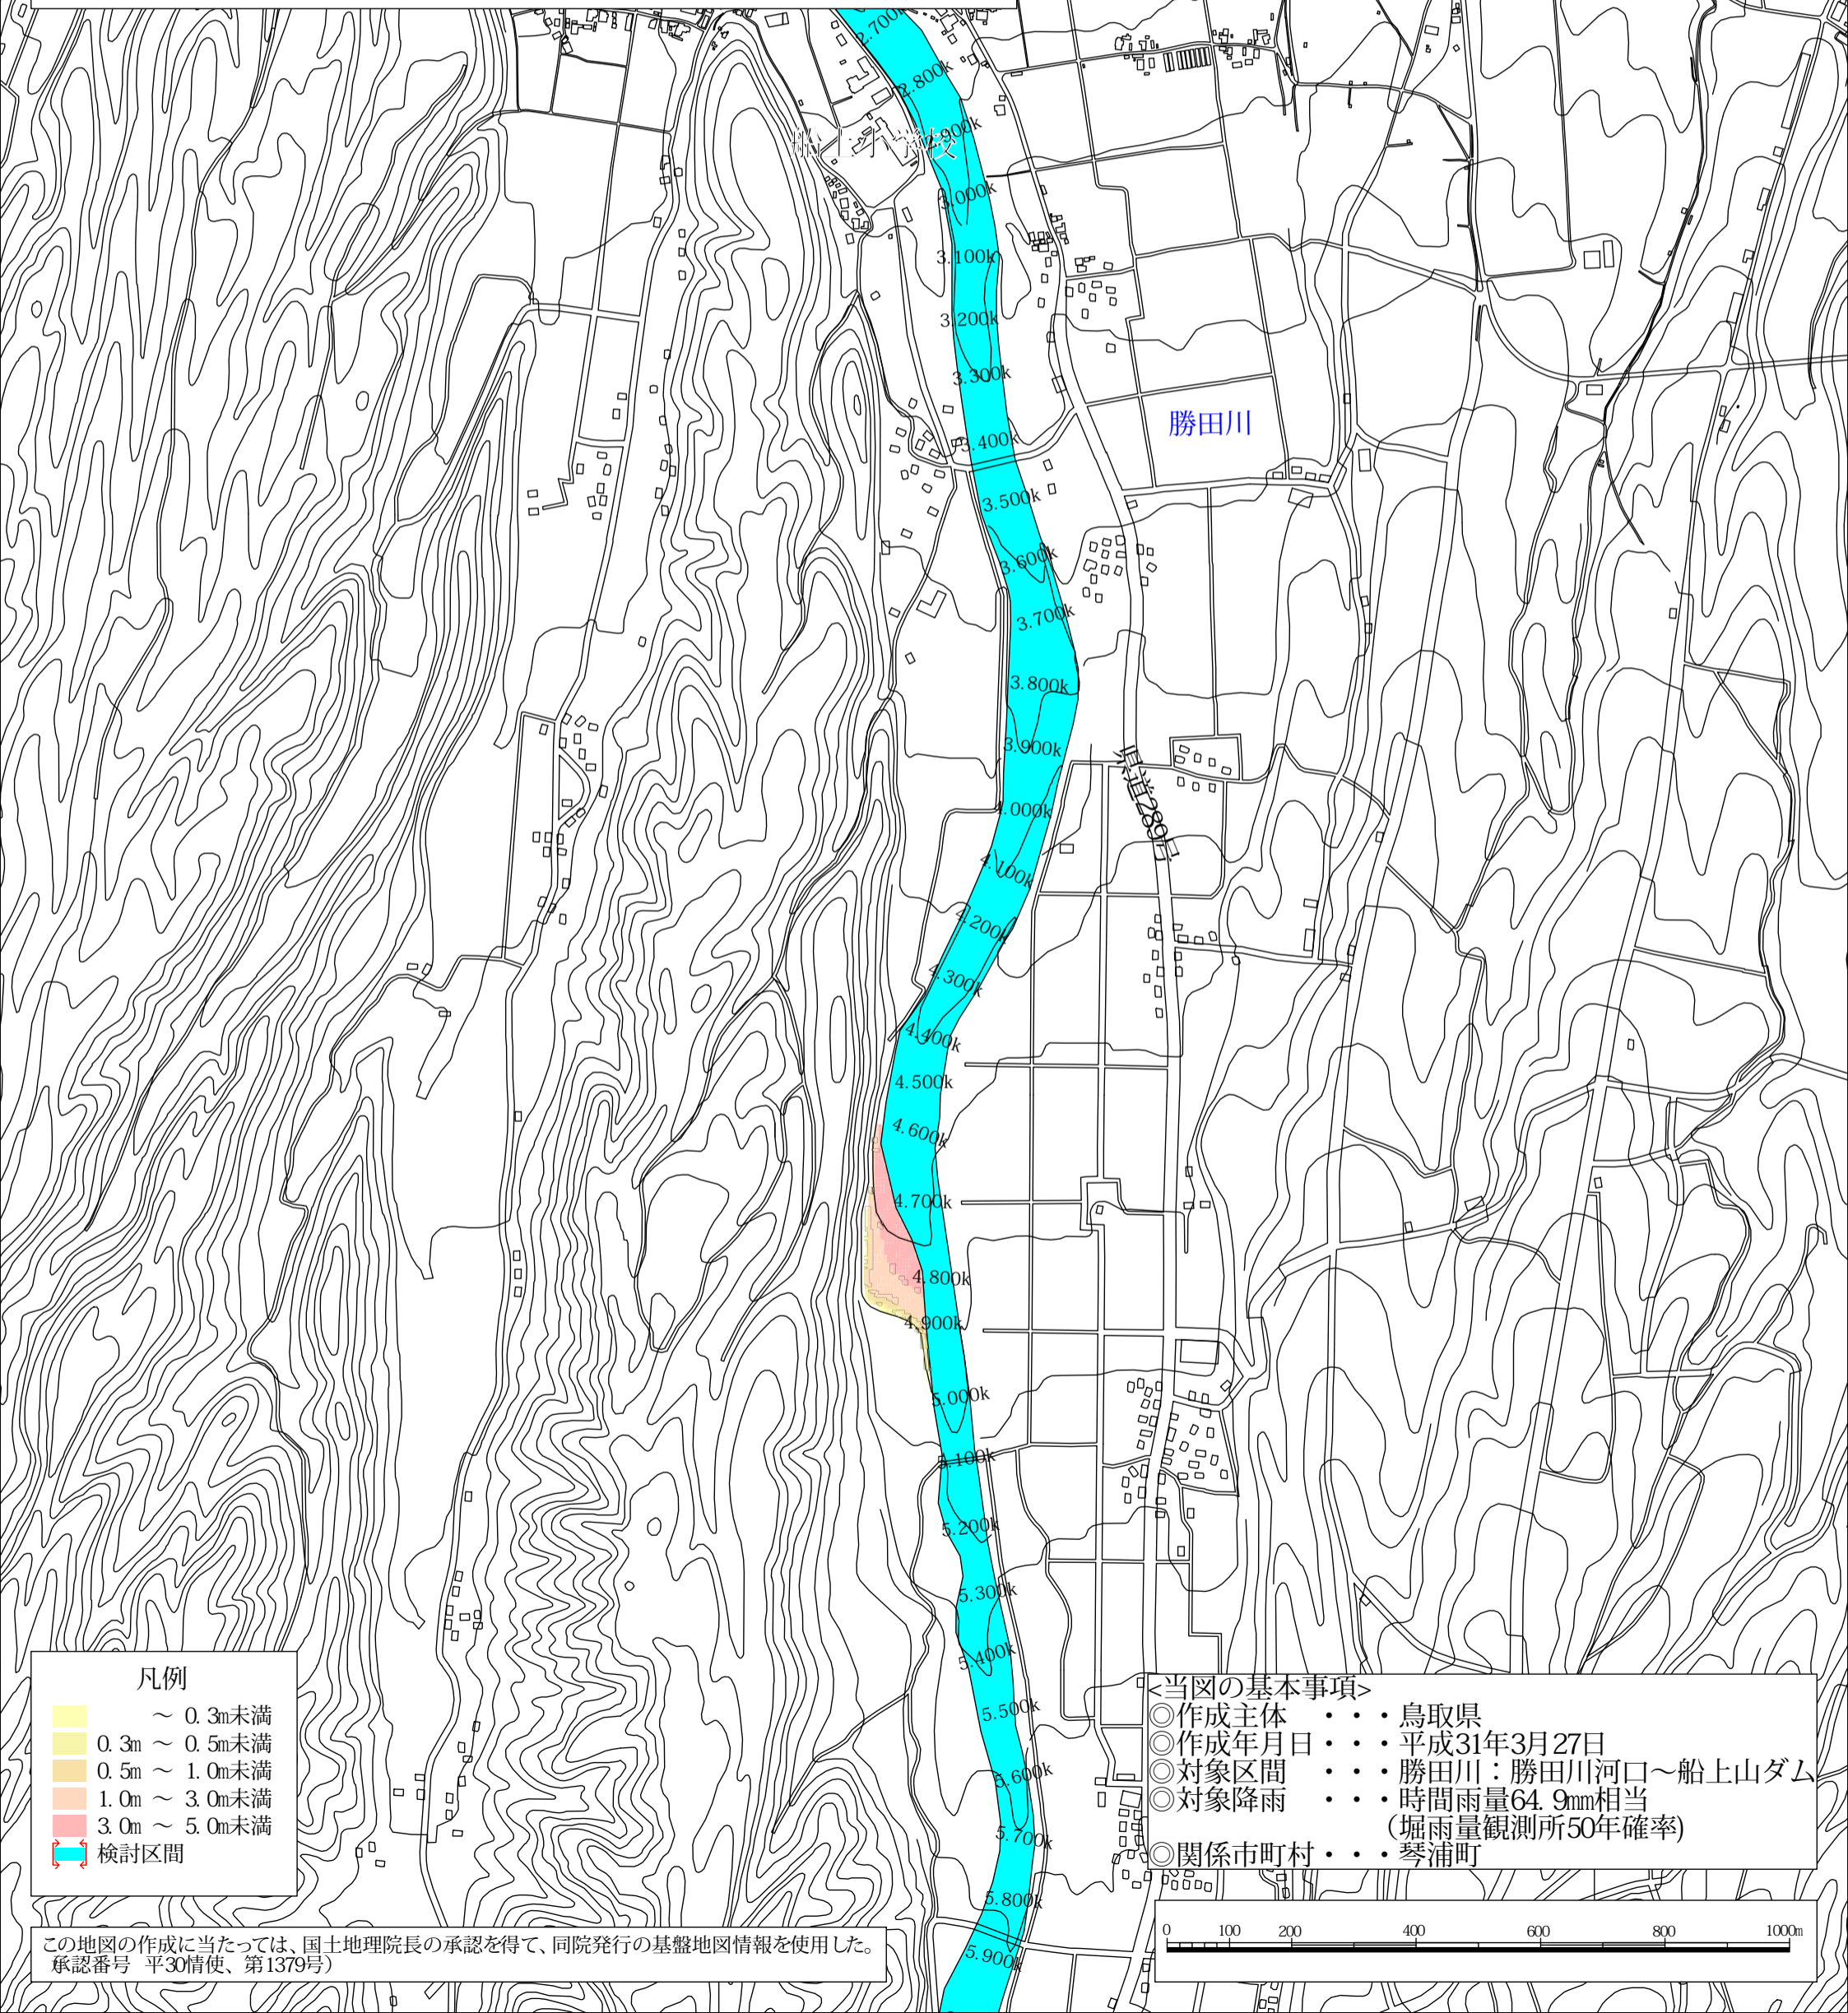 2.700k
2.800k
2.900k
船上小学校
3.000k
3.100k
3.200k
3.300k
勝田川
3.400k
3.500k
3.600k
3.700k
3.800k
3.900k
県道289号
4.000k
4.100k
4.200k
4.300k
4.400k
4.500k
4.600k
4.700k
4.800k
4.900k
5.000k
5.100k
5.200k
5.300k
5.400k
5.500k
5.600k
5.700k
5.800k
5.900k
凡例
～ 0.3m未満
0.3m ～ 0.5m未満
0.5m ～ 1.0m未満
1.0m ～ 3.0m未満
3.0m ～ 5.0m未満
検討区間
<当図の基本事項>
◎作成主体 ・・・鳥取県
◎作成年月日・・・平成31年3月27日
◎対象区間 ・・・勝田川：勝田川河口～船上山ダム
◎対象降雨 ・・・時間雨量64.9mm相当
(堀雨量観測所50年確率)
◎関係市町村・・・琴浦町
0 100 200 400 600 800 1000m
この地図の作成に当たっては、国土地理院長の承認を得て、同院発行の基盤地図情報を使用した。
（承認番号 平30情使、第1379号）